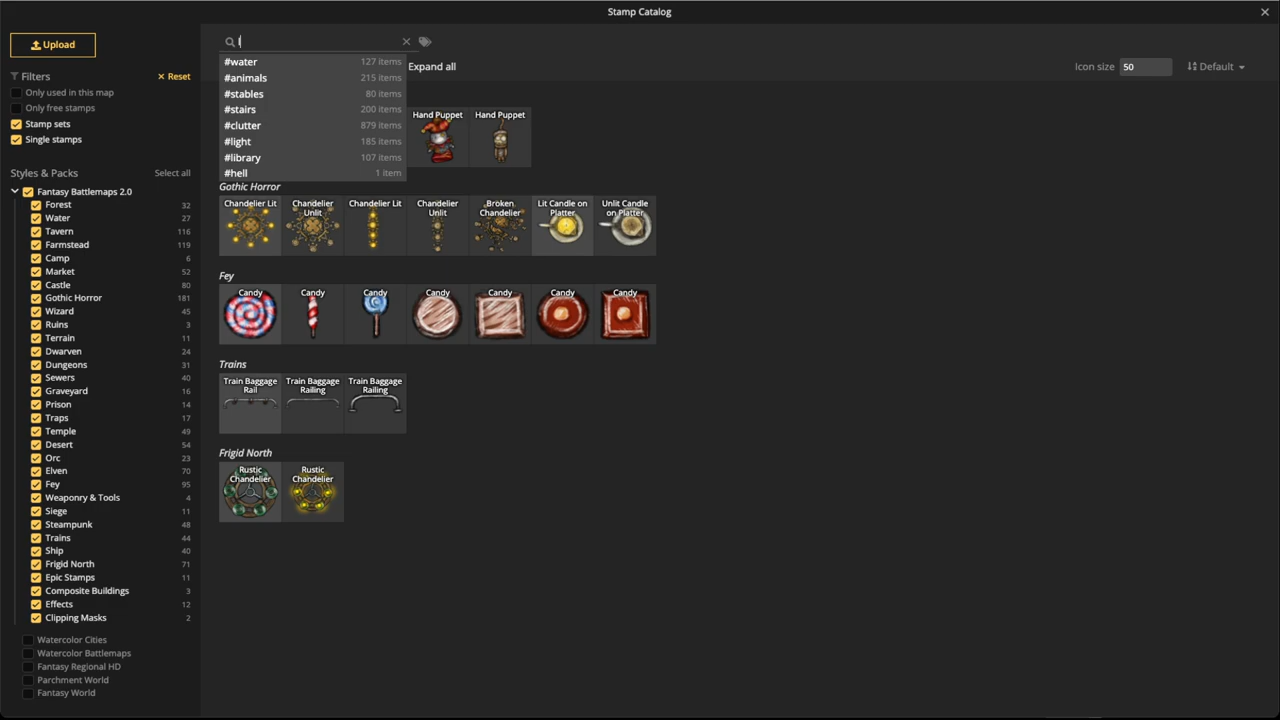 Stamp Catalog
Upload
Filters
Reset
Only used in this map
Only free stamps
Stamp sets
Single stamps
Styles & Packs
Select all
Fantasy Battlemaps 2.0
Forest 32
Water 27
Tavern 116
Farmstead 119
Camp 6
Market 52
Castle 80
Gothic Horror 181
Wizard 45
Ruins 3
Terrain 11
Dwarven 24
Dungeons 31
Sewers 40
Graveyard 16
Prison 14
Traps 17
Temple 49
Desert 54
Orc 23
Elven 70
Fey 95
Weaponry & Tools 4
Siege 11
Steampunk 48
Trains 44
Ship 40
Frigid North 71
Epic Stamps 11
Composite Buildings 3
Effects 12
Clipping Masks 2
Watercolor Cities
Watercolor Battlemaps
Fantasy Regional HD
Parchment World
Fantasy World
l
#water 127 items
#animals 215 items
#stables 80 items
#stairs 200 items
#clutter 879 items
#light 185 items
#library 107 items
#hell 1 item
Expand all
Icon size 50
Default
Hand Puppet
Hand Puppet
Gothic Horror
Chandelier Lit
Chandelier
Unlit
Chandelier Lit
Chandelier
Unlit
Broken
Chandelier
Lit Candle on
Platter
Unlit Candle
on Platter
Fey
Candy
Candy
Candy
Candy
Candy
Candy
Candy
Trains
Train Baggage
Rail
Train Baggage
Railing
Train Baggage
Railing
Frigid North
Rustic
Chandelier
Rustic
Chandelier